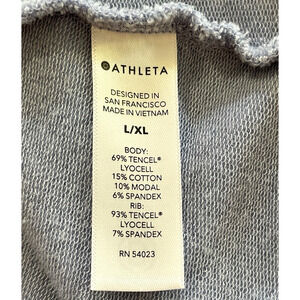 ATHLETA
DESIGNED IN
SAN FRANCISCO
MADE IN VIETNAM
L/XL
BODY:
69% TENCEL®
LYOCELL
15% COTTON
10% MODAL
6% SPANDEX
RIB:
93% TENCEL®
LYOCELL
7% SPANDEX
RN 54023